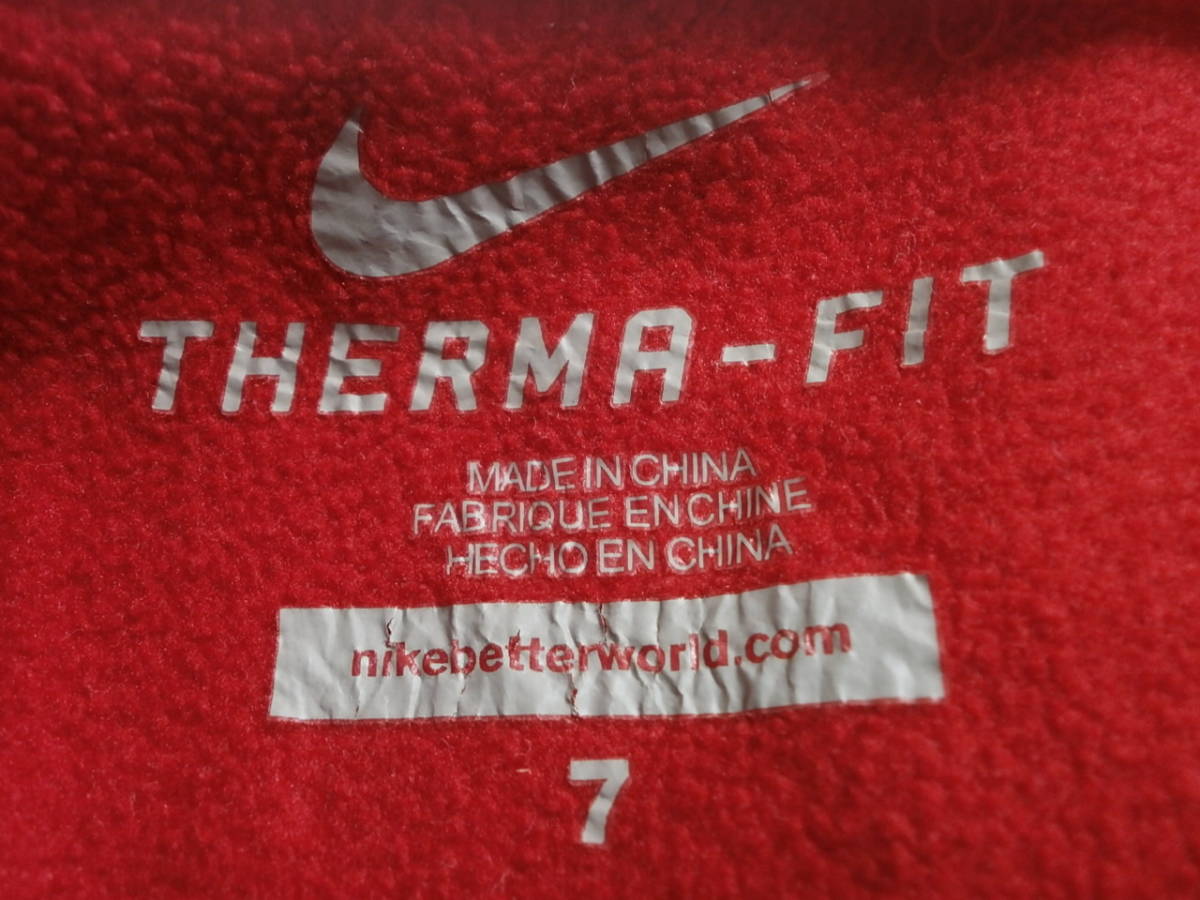 THERMA-FIT
MADE IN CHINA
FABRIQUE EN CHINE
HECHO EN CHINA
nikebetterworld.com
7